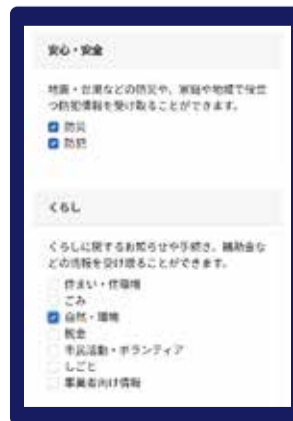 安心・安全
地震・台風などの防災や、家庭や地域で役立
つ防犯情報を受け取ることができます。
防災
防犯
くらし
くらしに関するお知らせや手続き、補助金な
どの情報を受け取ることができます。
住まい・住環境
ごみ
自然・環境
税金
市民活動・ボランティア
しごと
事業者向け情報